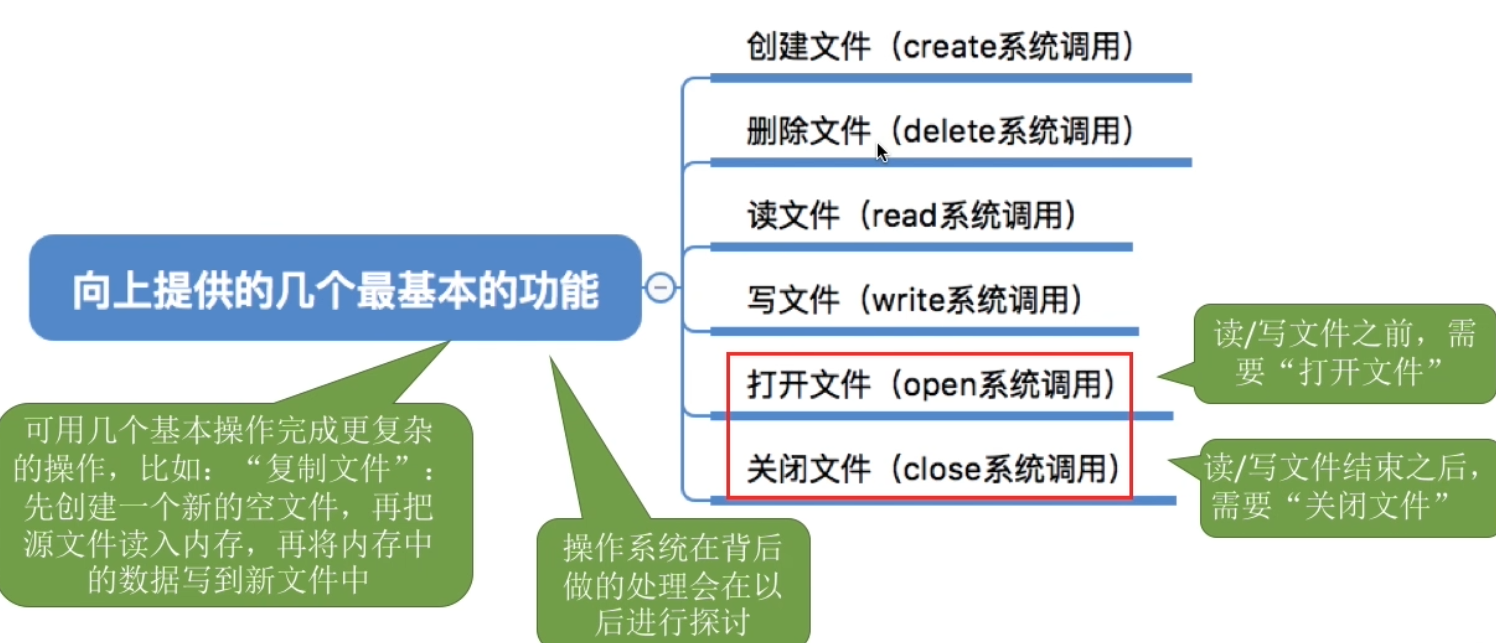 创建文件（create系统调用）
删除文件（delete系统调用）
读文件（read系统调用）
向上提供的几个最基本的功能
写文件（write系统调用）
打开文件（open系统调用）
关闭文件（close系统调用）
读/写文件之前，需
要“打开文件”
读/写文件结束之后，
需要“关闭文件”
可用几个基本操作完成更复杂
的操作，比如：“复制文件”：
先创建一个新的空文件，再把
源文件读入内存，再将内存中
的数据写到新文件中
操作系统在背后
做的处理会在以
后进行探讨